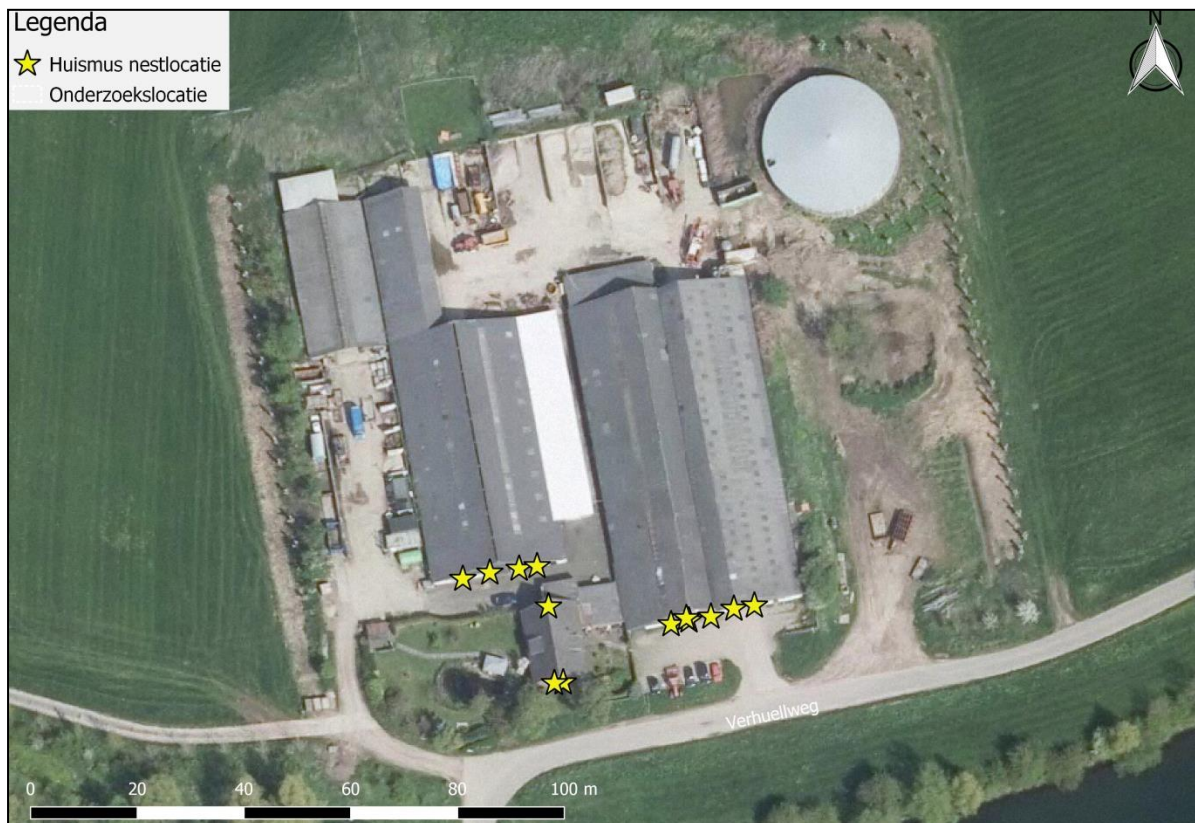 Legenda
Huismus nestlocatie
Onderzoekslocatie
N
Verhuellweg
0 20 40 60 80 100 m